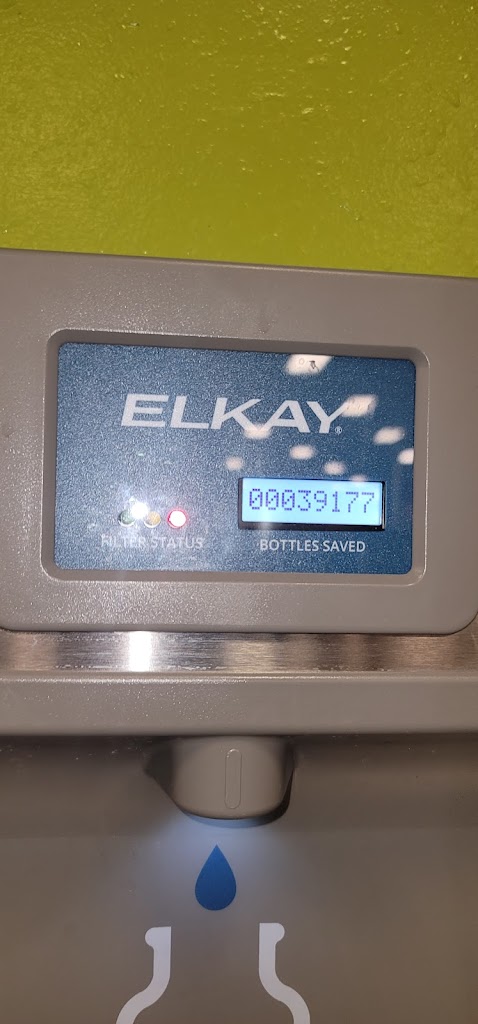 ELKAY®
00039177
FILTER STATUS
BOTTLES SAVED